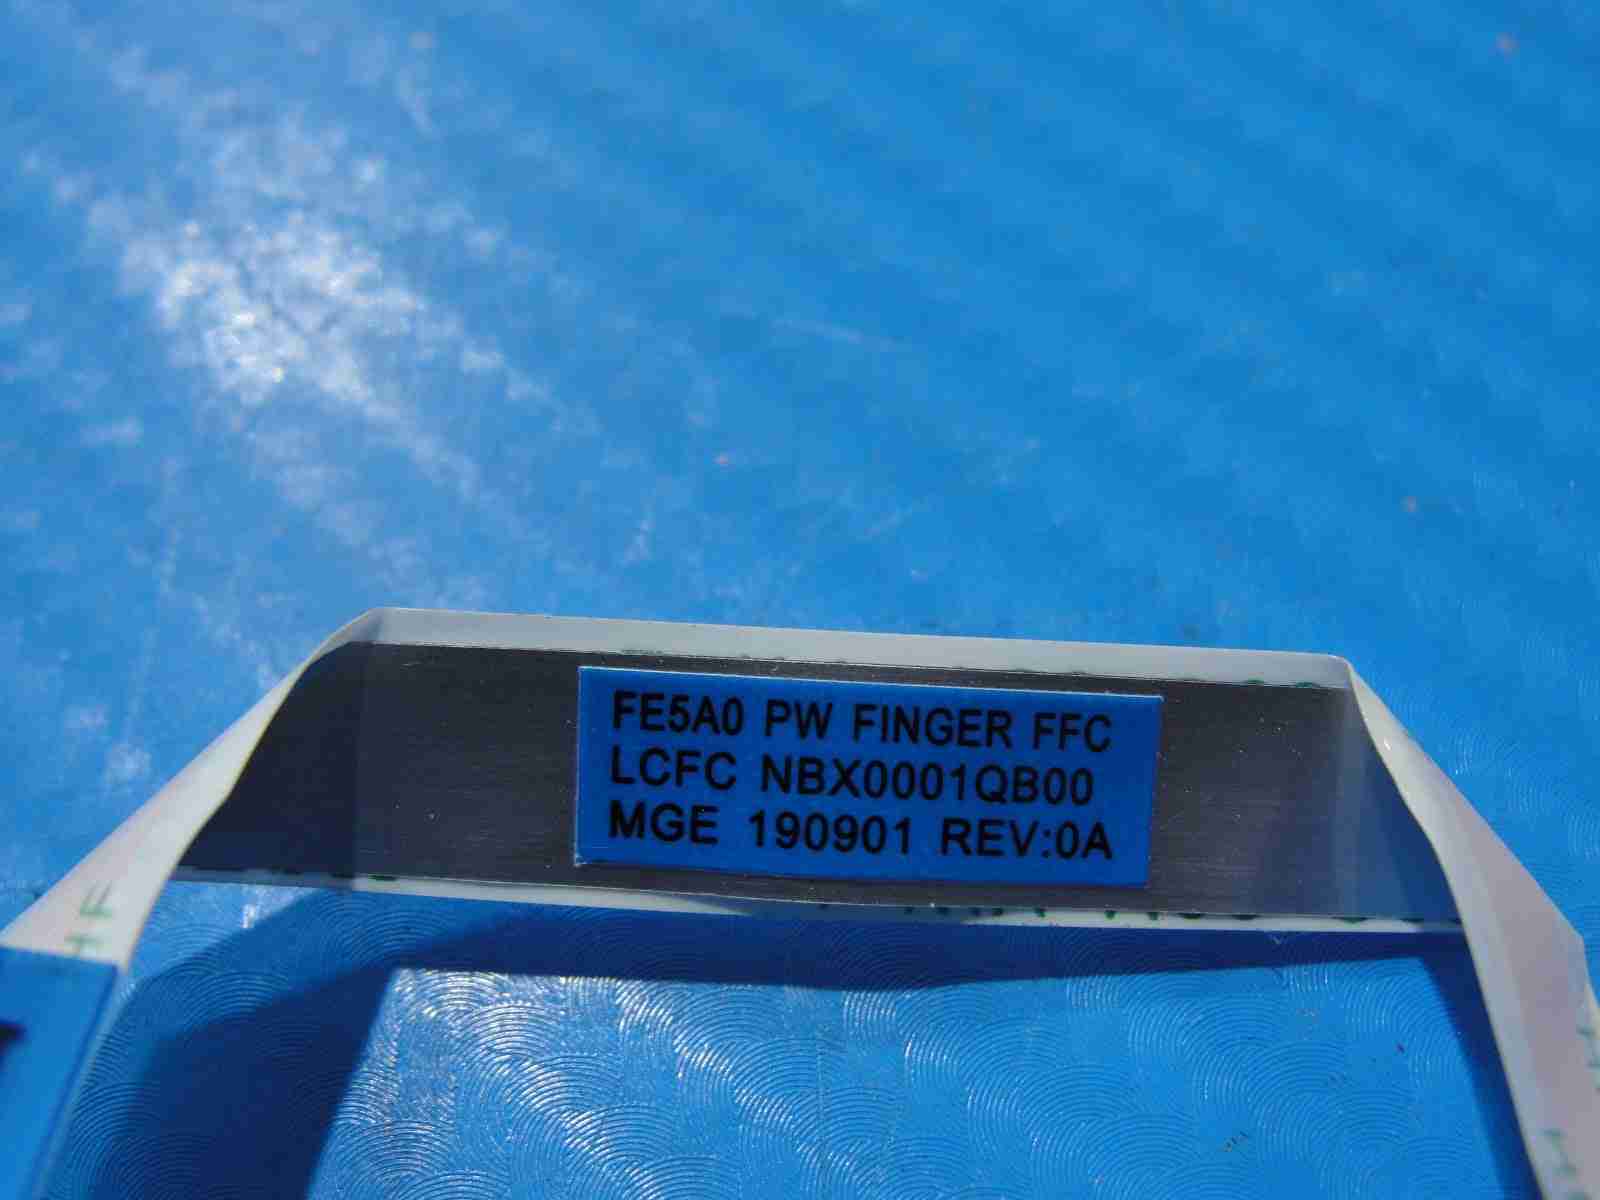 FE5A0 PW FINGER FFC
LCFC NBX0001QB00
MGE 190901 REV:0A